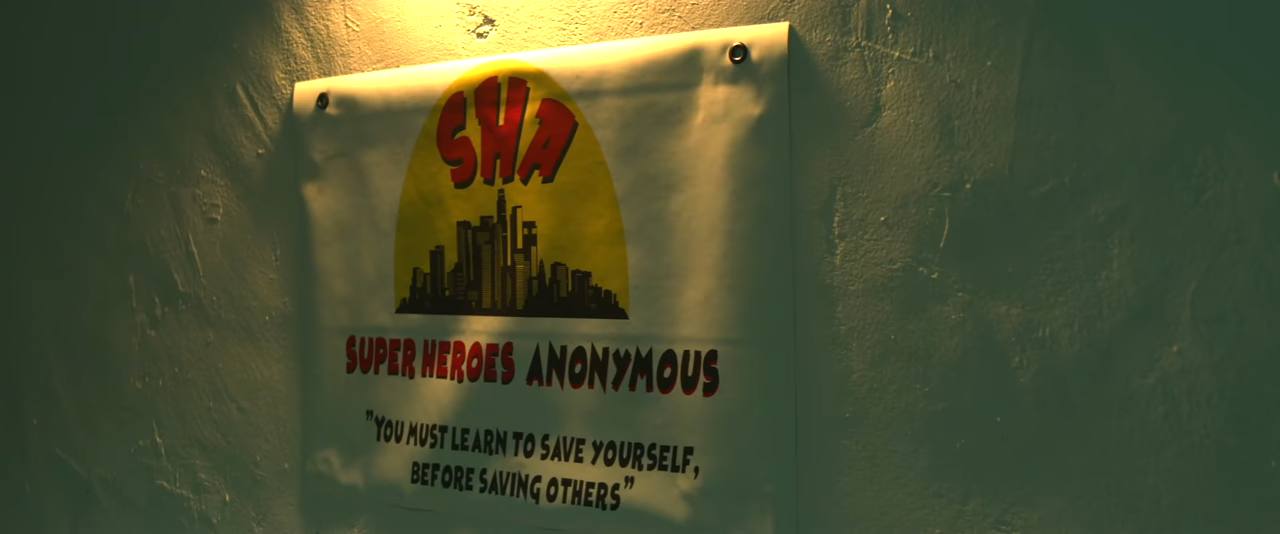 SHA
SUPER HEROES ANONYMOUS
"YOU MUST LEARN TO SAVE YOURSELF,
BEFORE SAVING OTHERS"